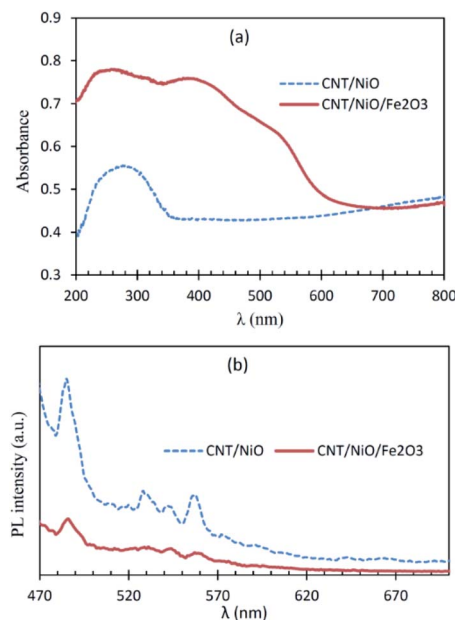 (a)
0.9
0.8
0.7
0.6
0.5
0.4
0.3
Absorbance
CNT/NiO
CNT/NiO/Fe2O3
200 300 400 500 600 700 800
λ (nm)
(b)
PL intensity (a.u.)
CNT/NiO CNT/NiO/Fe2O3
470 520 570 620 670
λ (nm)